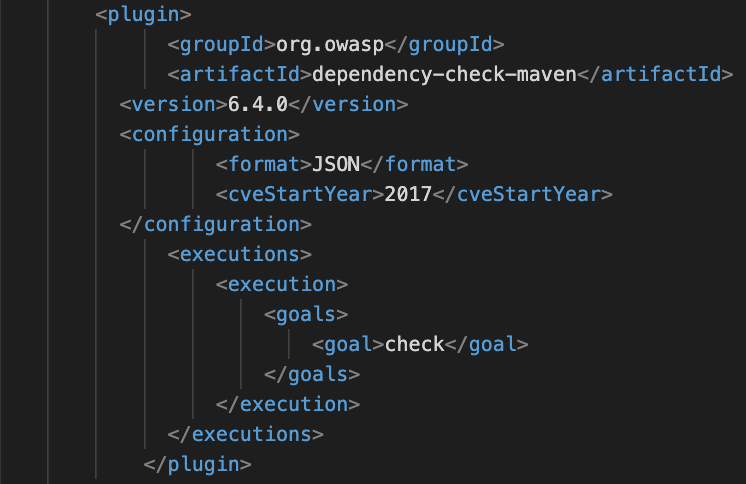 <plugin>
<groupId>org.owasp</groupId>
<artifactId>dependency-check-maven</artifactId>
<version>6.4.0</version>
<configuration>
<format>JSON</format>
<cveStartYear>2017</cveStartYear>
</configuration>
<executions>
<execution>
<goals>
<goal>check</goal>
</goals>
</execution>
</executions>
</plugin>